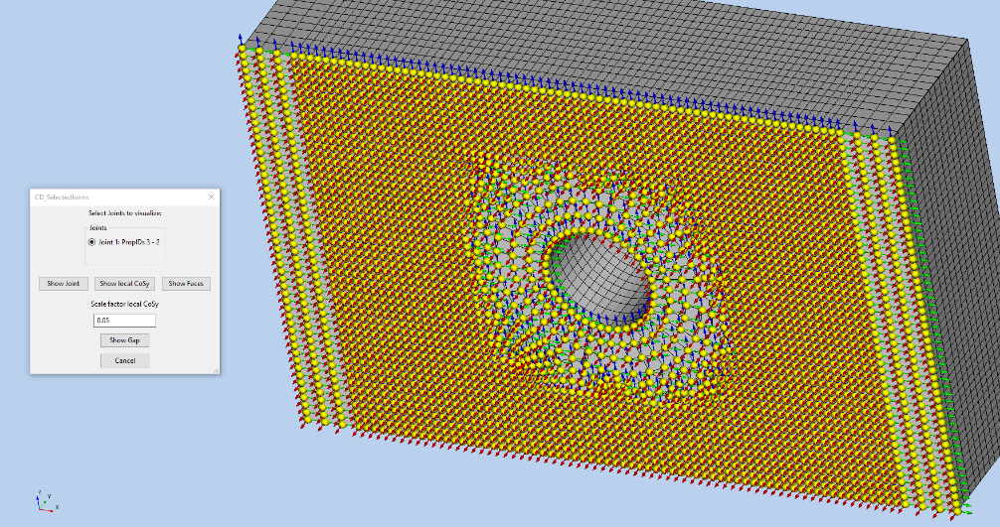 CD_SelectedJoints
Select Joints to visualize:
Joints
Joint 1: PropIDs 3 - 2
Show Joint
Show local CoSy
Show Faces
Scale factor local CoSy
0.05
Show Gap
Cancel
Z
Y
X